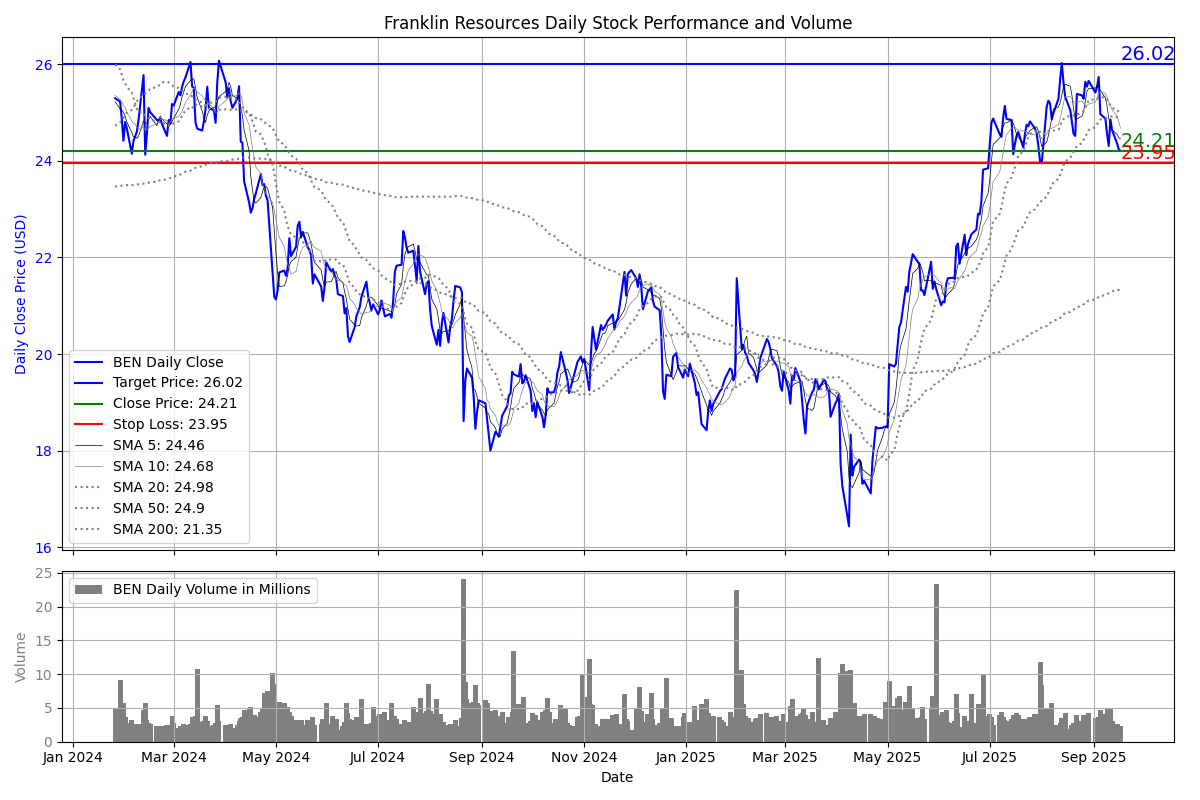 Franklin Resources Daily Stock Performance and Volume
26.02
24.21
23.95
26
24
22
20
18
16
Daily Close Price (USD)
BEN Daily Close
Target Price: 26.02
Close Price: 24.21
Stop Loss: 23.95
SMA 5: 24.46
SMA 10: 24.68
SMA 20: 24.98
SMA 50: 24.9
SMA 200: 21.35
25
20
15
10
5
0
Volume
BEN Daily Volume in Millions
Jan 2024 Mar 2024 May 2024 Jul 2024 Sep 2024 Nov 2024 Jan 2025 Mar 2025 May 2025 Jul 2025 Sep 2025
Date